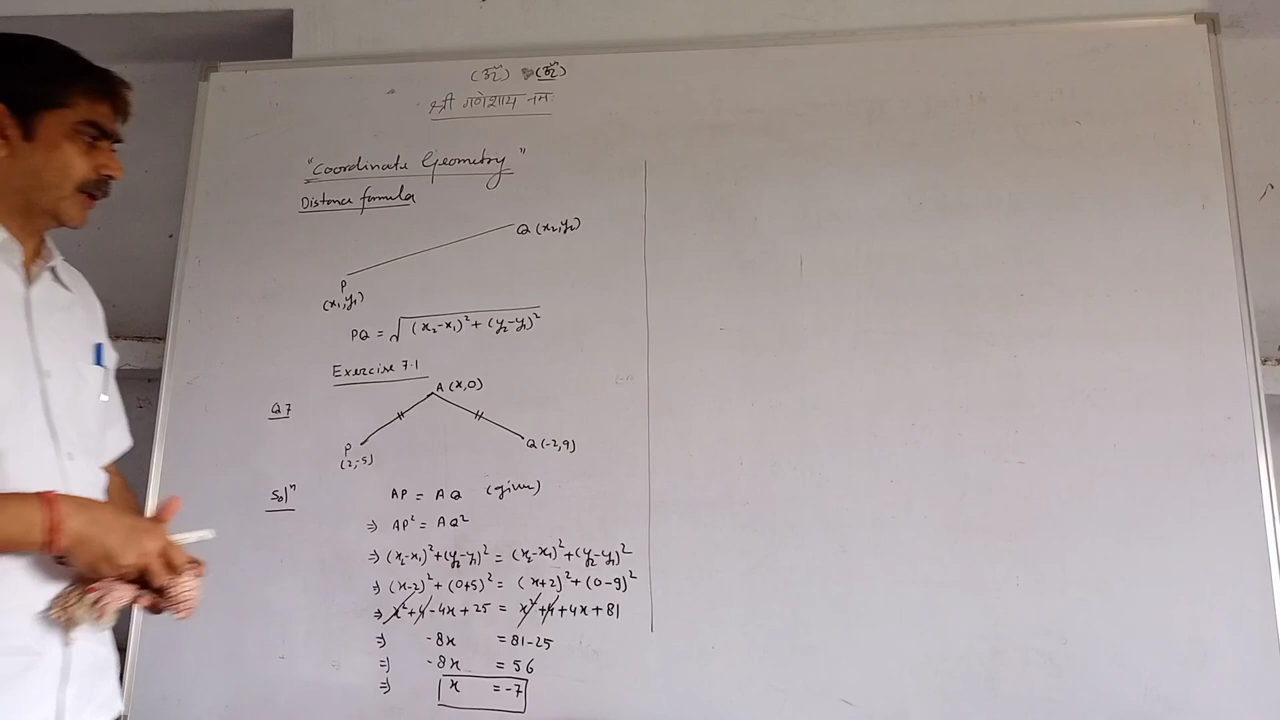 (ॐ) (ॐ)
श्री गणेशाय नमः
"Coordinate Geometry"
Distance formula
Q (x₂,y₂)
P
(x₁,y₁)
PQ = √(x₂-x₁)² + (y₂-y₁)²
Exercise 7.1
A (x,0)
Q7
P
(2,-5)
Q (-2,9)
Solⁿ
AP = AQ (given)
⇒ AP² = AQ²
⇒ (x₂-x₁)²+(y₂-y₁)² = (x₂-x₁)²+(y₂-y₁)²
⇒ (x-2)² + (0+5)² = (x+2)² + (0-9)²
⇒ x²+4-4x+25 = x²+4+4x+81
⇒ -8x = 81-25
⇒ -8x = 56
⇒ x = -7